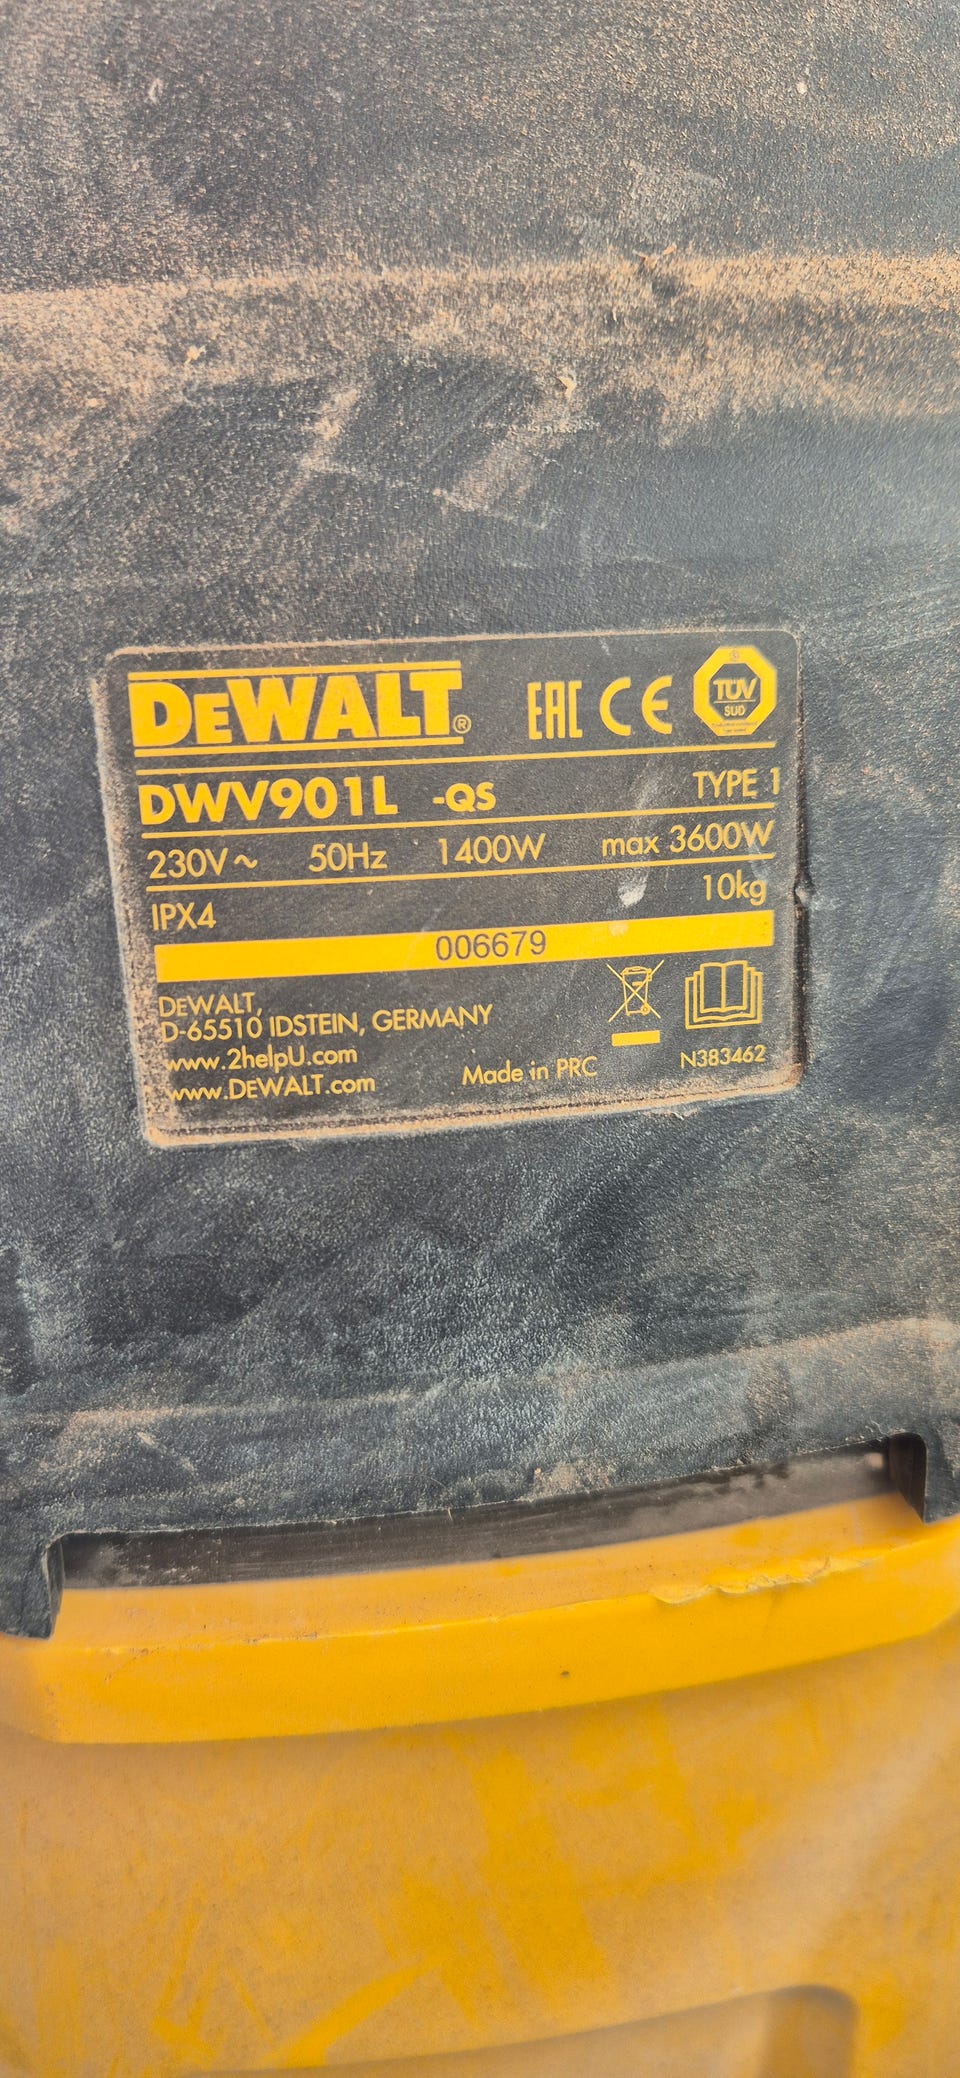 DEWALT® EAC CE TÜV SUD
DWV901L -QS TYPE 1
230V~ 50Hz 1400W max 3600W
IPX4 10kg
006679
DEWALT,
D-65510 IDSTEIN, GERMANY
www.2helpU.com
www.DEWALT.com Made in PRC N383462